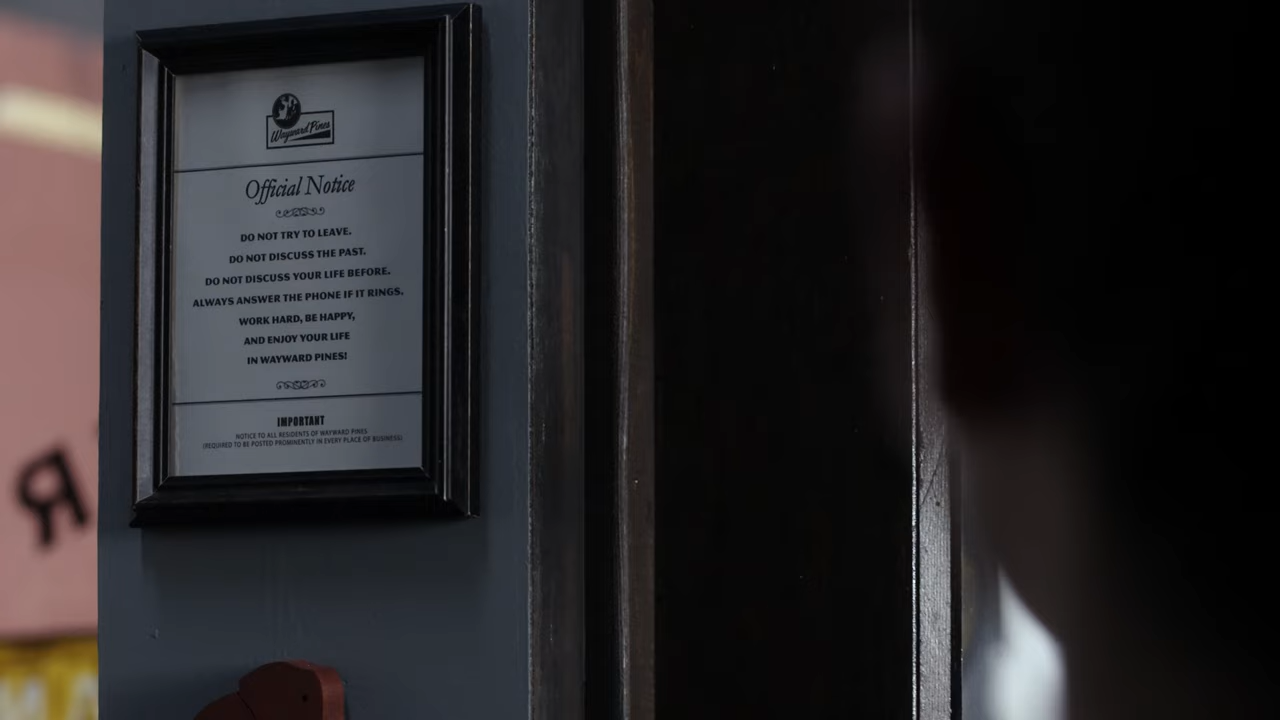 Wayward Pines
Official Notice
DO NOT TRY TO LEAVE.
DO NOT DISCUSS THE PAST.
DO NOT DISCUSS YOUR LIFE BEFORE.
ALWAYS ANSWER THE PHONE IF IT RINGS.
WORK HARD, BE HAPPY,
AND ENJOY YOUR LIFE
IN WAYWARD PINES!
IMPORTANT
NOTICE TO ALL RESIDENTS OF WAYWARD PINES
(REQUIRED TO BE POSTED PROMINENTLY IN EVERY PLACE OF BUSINESS)